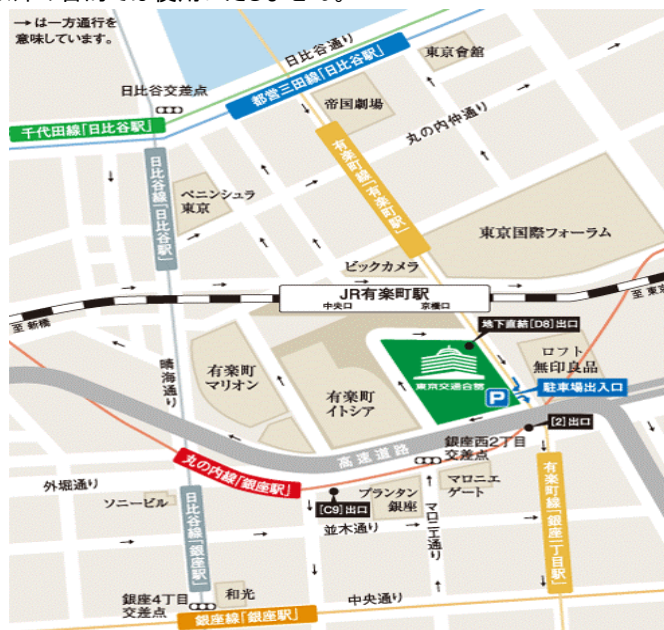 →は一方通行を
意味しています。
日比谷通り
東京會館
都営三田線「日比谷駅」
日比谷交差点
帝国劇場
丸の内仲通り
千代田線「日比谷駅」
有楽町線「有楽町駅」
日比谷線「日比谷駅」
ペニンシュラ
東京
東京国際フォーラム
ビックカメラ
JR有楽町駅
中央口
京橋口
至 新橋
至 東京
地下直結[D8]出口
ロフト
無印良品
晴海通り
有楽町
マリオン
有楽町
イトシア
東京交通会館
P
駐車場出入口
[2]出口
高速道路
銀座西2丁目
交差点
丸の内線「銀座駅」
外堀通り
ソニービル
[C9]出口
プランタン
銀座
マロニエ
ゲート
並木通り
マロニエ通り
有楽町線「銀座一丁目駅」
日比谷線「銀座駅」
銀座4丁目
交差点
和光
中央通り
銀座線「銀座駅」